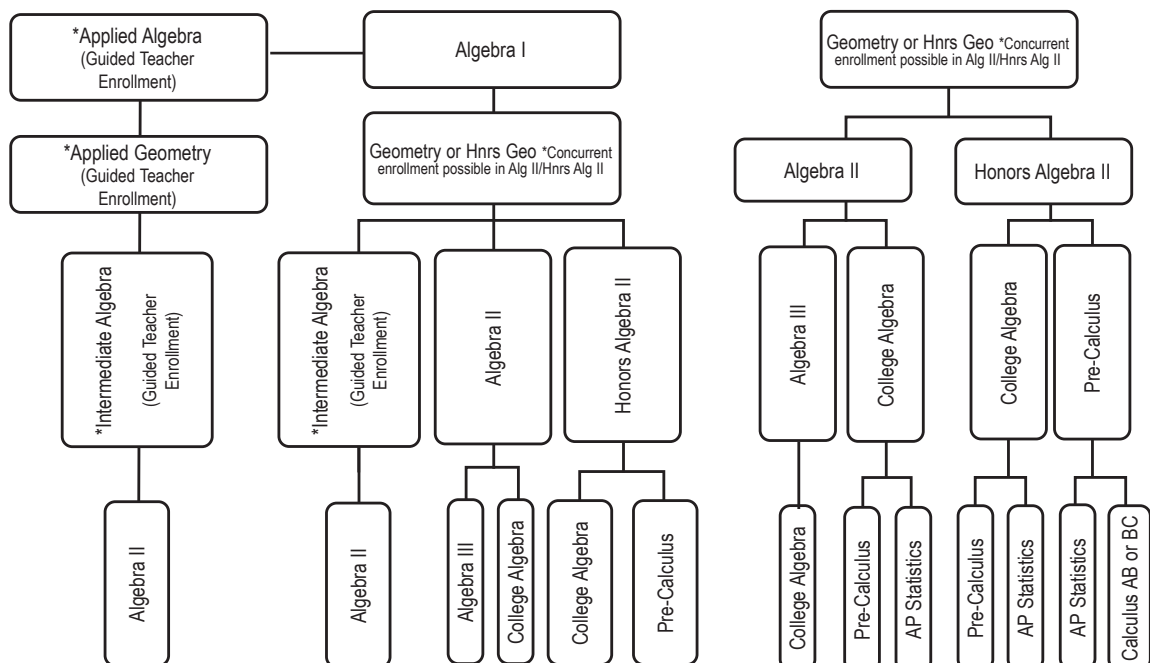 *Applied Algebra
(Guided Teacher
Enrollment)
Algebra I
Geometry or Hnrs Geo *Concurrent
enrollment possible in Alg II/Hnrs Alg II
*Applied Geometry
(Guided Teacher
Enrollment)
Geometry or Hnrs Geo *Concurrent
enrollment possible in Alg II/Hnrs Alg II
Algebra II
Honors Algebra II
*Intermediate Algebra
(Guided Teacher
Enrollment)
*Intermediate Algebra
(Guided Teacher
Enrollment)
Algebra II
Honors Algebra II
Algebra III
College Algebra
College Algebra
Pre-Calculus
Algebra II
Algebra II
Algebra III
College Algebra
College Algebra
Pre-Calculus
College Algebra
Pre-Calculus
AP Statistics
Pre-Calculus
AP Statistics
AP Statistics
Calculus AB or BC